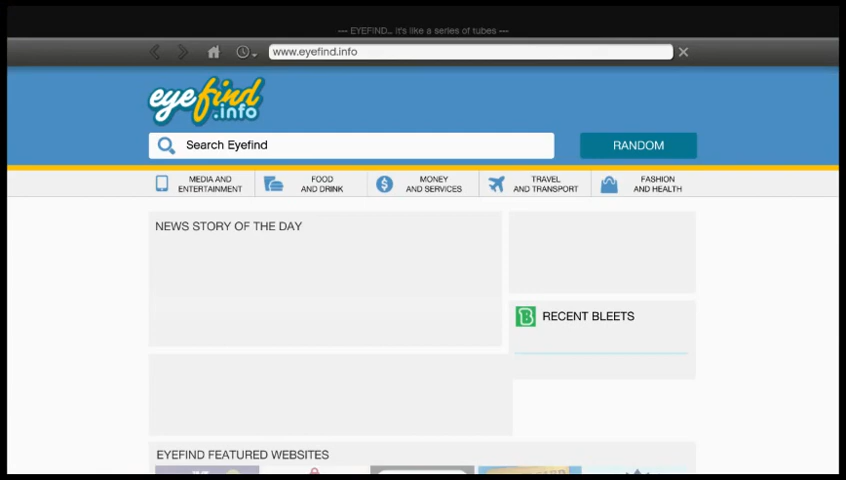 --- EYEFIND... it's like a series of tubes ---
www.eyefind.info
eyefind
.info
Search Eyefind
RANDOM
MEDIA AND
ENTERTAINMENT
FOOD
AND DRINK
MONEY
AND SERVICES
TRAVEL
AND TRANSPORT
FASHION
AND HEALTH
NEWS STORY OF THE DAY
B RECENT BLEETS
EYEFIND FEATURED WEBSITES